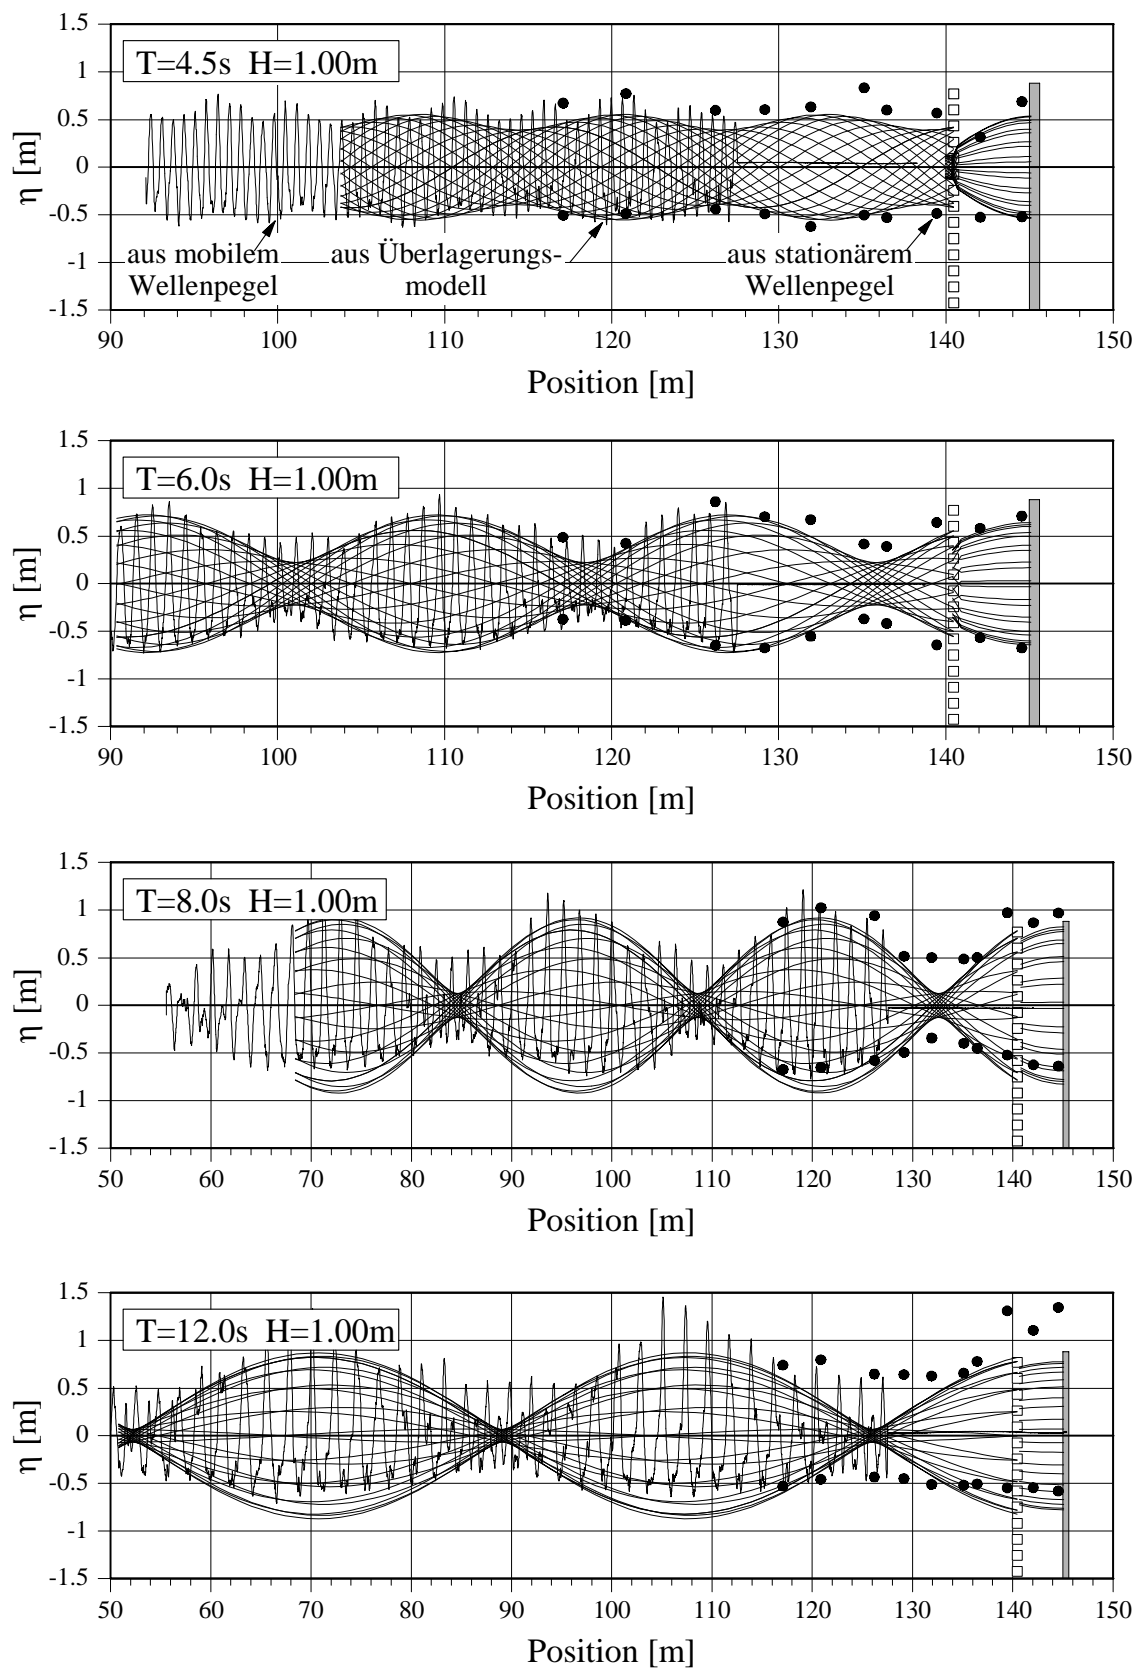 1.5
1
0.5
0
-0.5
-1
-1.5
η [m]
T=4.5s H=1.00m
aus mobilem
Wellenpegel
aus Überlagerungs-
modell
aus stationärem
Wellenpegel
90 100 110 120 130 140 150
Position [m]
1.5
1
0.5
0
-0.5
-1
-1.5
η [m]
T=6.0s H=1.00m
90 100 110 120 130 140 150
Position [m]
1.5
1
0.5
0
-0.5
-1
-1.5
η [m]
T=8.0s H=1.00m
50 60 70 80 90 100 110 120 130 140 150
Position [m]
1.5
1
0.5
0
-0.5
-1
-1.5
η [m]
T=12.0s H=1.00m
50 60 70 80 90 100 110 120 130 140 150
Position [m]